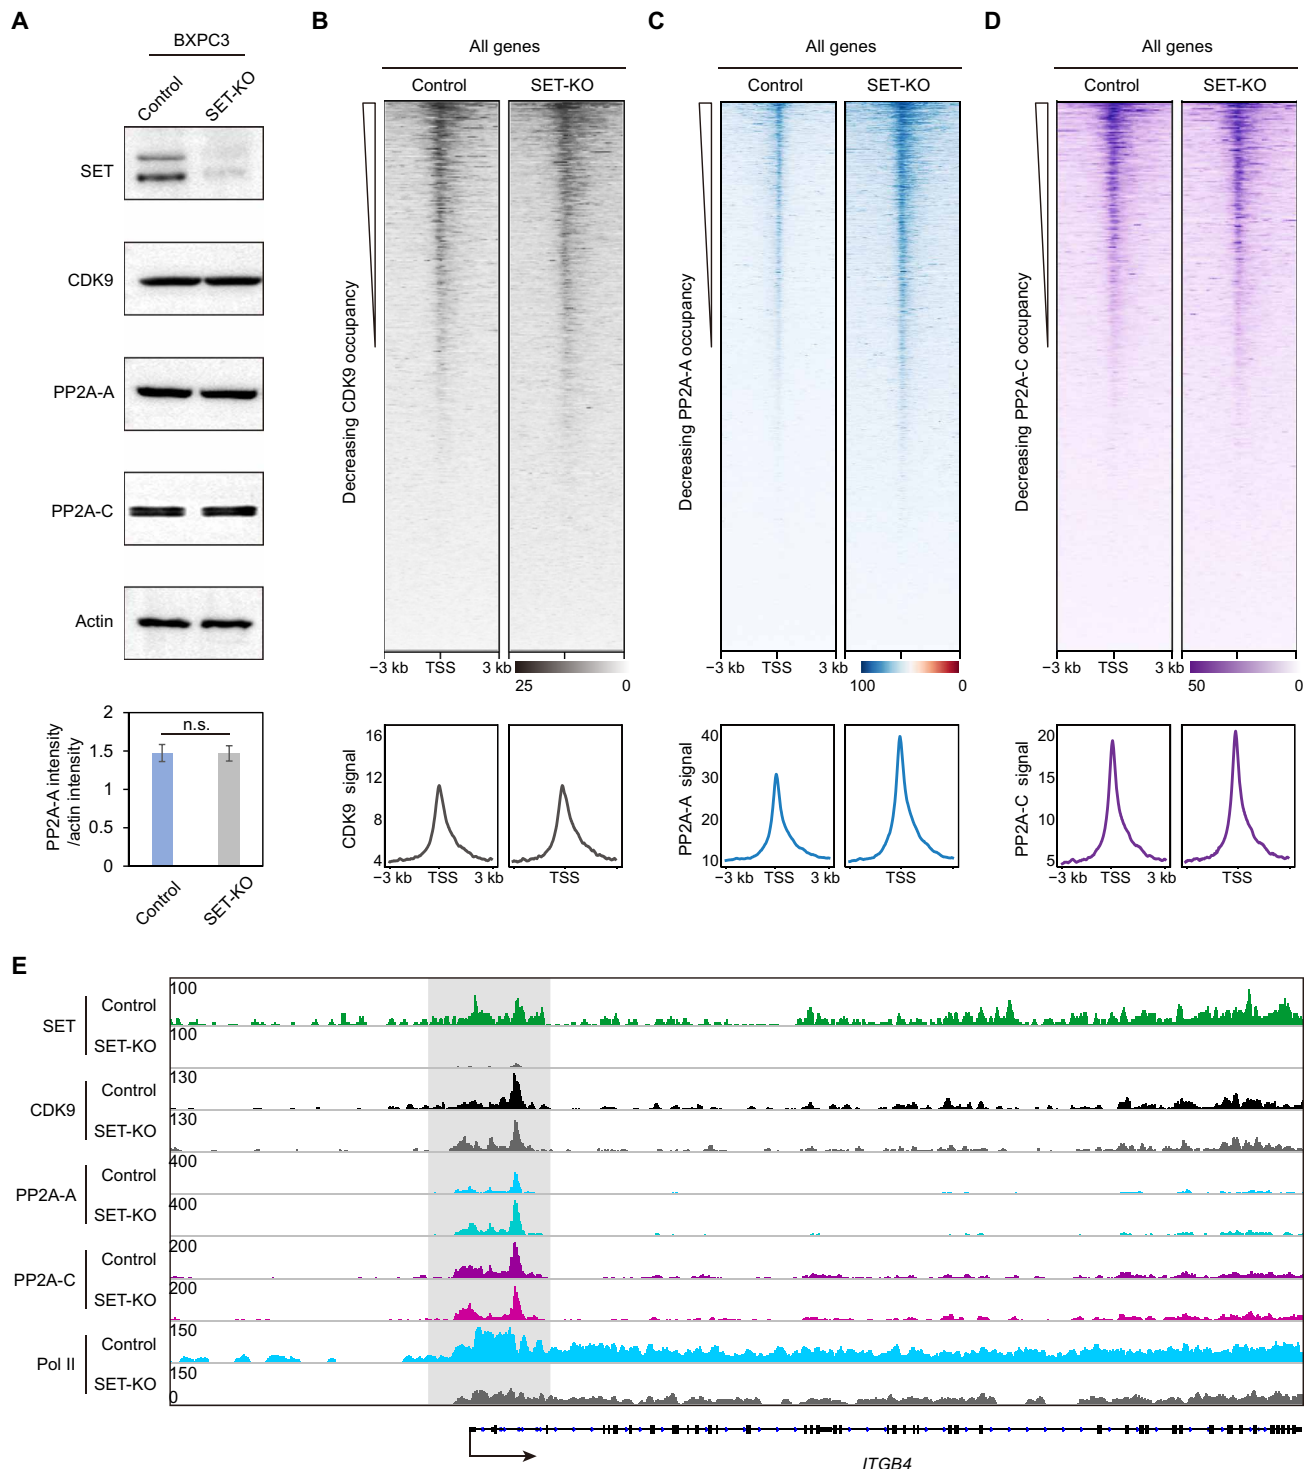 A
BXPC3
Control
SET-KO
SET
CDK9
PP2A-A
PP2A-C
Actin
2
1.5
1
0.5
0
n.s.
PP2A-A intensity
/actin intensity
Control
SET-KO
B
All genes
Control
SET-KO
Decreasing CDK9 occupancy
−3 kb
TSS
3 kb
25
0
16
12
8
4
CDK9 signal
−3 kb
TSS
3 kb
TSS
C
All genes
Control
SET-KO
Decreasing PP2A-A occupancy
−3 kb
TSS
3 kb
100
0
40
30
20
10
PP2A-A signal
−3 kb
TSS
3 kb
TSS
D
All genes
Control
SET-KO
Decreasing PP2A-C occupancy
−3 kb
TSS
3 kb
50
0
20
15
10
5
PP2A-C signal
−3 kb
TSS
3 kb
TSS
E
SET
Control
100
SET-KO
100
CDK9
Control
130
SET-KO
130
PP2A-A
Control
400
SET-KO
400
PP2A-C
Control
200
SET-KO
200
Pol II
Control
150
SET-KO
150
0
ITGB4